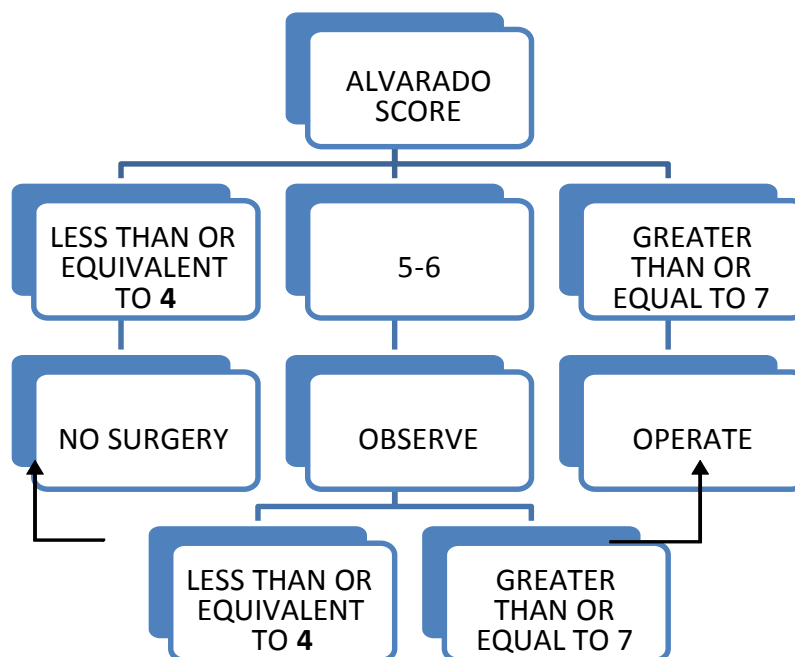 ALVARADO
SCORE
LESS THAN OR
EQUIVALENT
TO 4
5-6
GREATER
THAN OR
EQUAL TO 7
NO SURGERY
OBSERVE
OPERATE
LESS THAN OR
EQUIVALENT
TO 4
GREATER
THAN OR
EQUAL TO 7